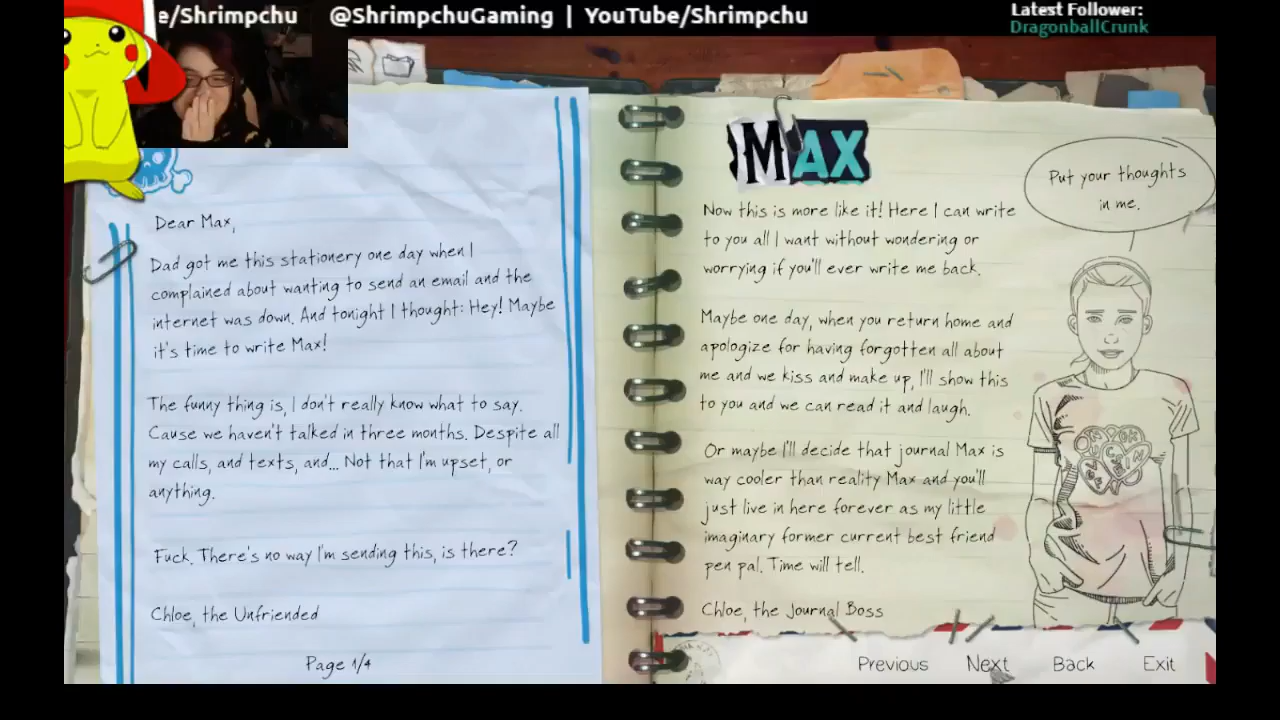 e/Shrimpchu @ShrimpchuGaming | YouTube/Shrimpchu
Latest Follower:
DragonballCrunk
Dear Max,
Dad got me this stationery one day when I
complained about wanting to send an email and the
internet was down. And tonight I thought: Hey! Maybe
it's time to write Max!
The funny thing is, I don't really know what to say.
Cause we haven't talked in three months. Despite all
my calls, and texts, and... Not that I'm upset, or
anything.
Fuck. There's no way I'm sending this, is there?
Chloe, the Unfriended
Page 1/4
MAX
Now this is more like it! Here I can write
to you all I want without wondering or
worrying if you'll ever write me back.
Maybe one day, when you return home and
apologize for having forgotten all about
me and we kiss and make up, I'll show this
to you and we can read it and laugh.
Or maybe I'll decide that journal Max is
way cooler than reality Max and you'll
just live in here forever as my little
imaginary former current best friend
pen pal. Time will tell.
Chloe, the Journal Boss
Put your thoughts
in me.
Previous Next Back Exit